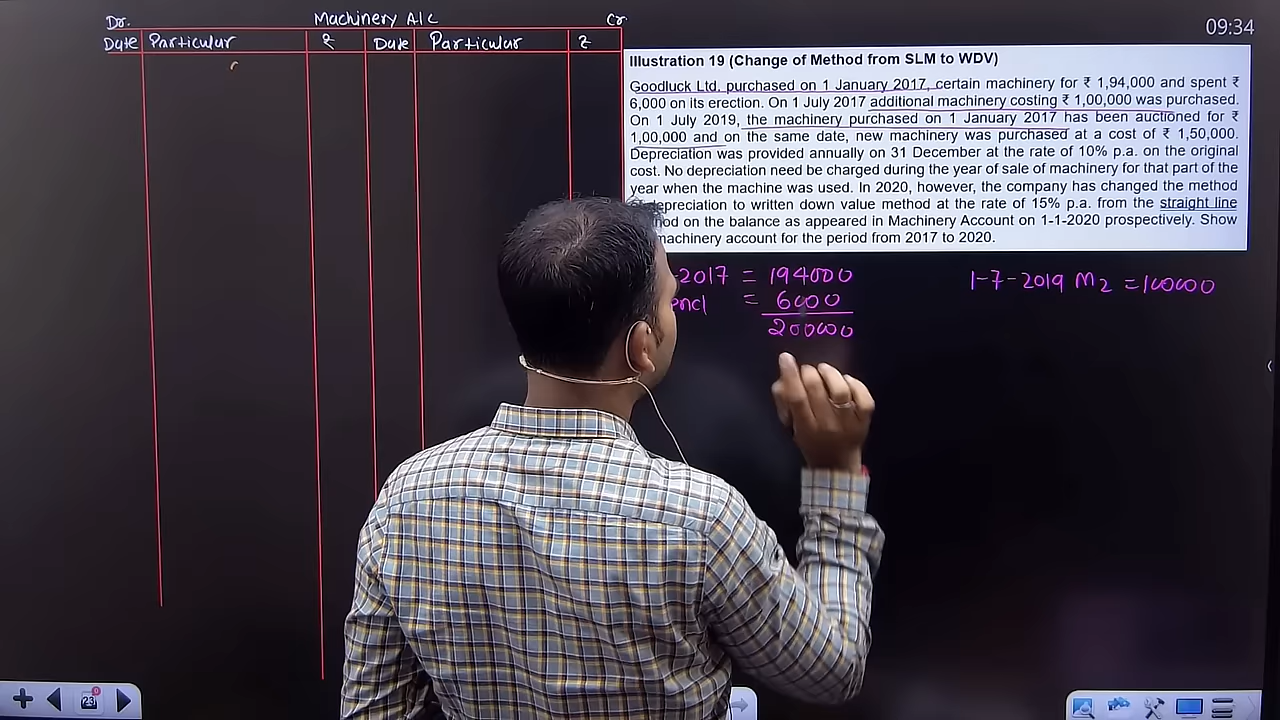 09:34
Dr. Machinery A/c Cr.
Date Particular ₹ Date Particular ₹
Illustration 19 (Change of Method from SLM to WDV)
Goodluck Ltd. purchased on 1 January 2017, certain machinery for ₹ 1,94,000 and spent ₹
6,000 on its erection. On 1 July 2017 additional machinery costing ₹ 1,00,000 was purchased.
On 1 July 2019, the machinery purchased on 1 January 2017 has been auctioned for ₹
1,00,000 and on the same date, new machinery was purchased at a cost of ₹ 1,50,000.
Depreciation was provided annually on 31 December at the rate of 10% p.a. on the original
cost. No depreciation need be charged during the year of sale of machinery for that part of the
year when the machine was used. In 2020, however, the company has changed the method
depreciation to written down value method at the rate of 15% p.a. from the straight line
on the balance as appeared in Machinery Account on 1-1-2020 prospectively. Show
machinery account for the period from 2017 to 2020.
-2017 = 194000
= 6000
200000
1-7-2019 M2 = 100000
23